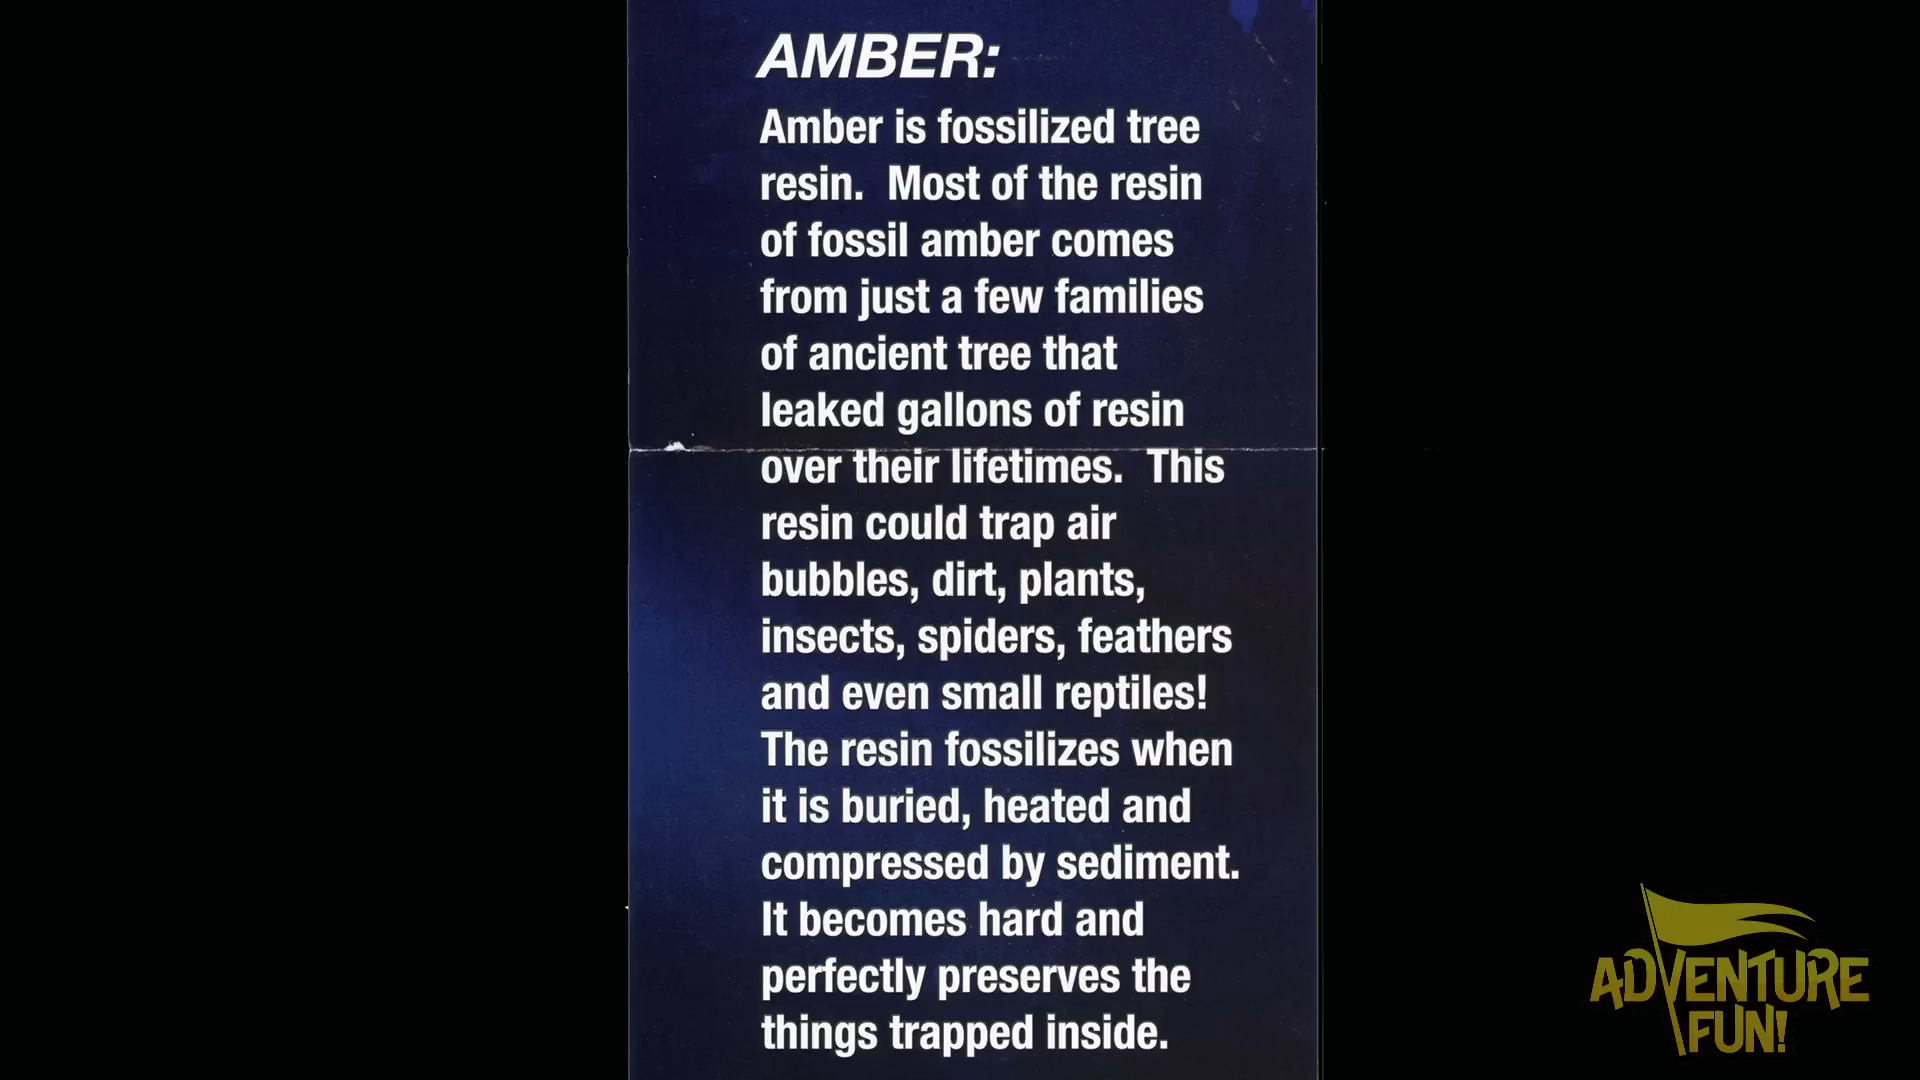 AMBER:
Amber is fossilized tree
resin.  Most of the resin
of fossil amber comes
from just a few families
of ancient tree that
leaked gallons of resin
over their lifetimes.  This
resin could trap air
bubbles, dirt, plants,
insects, spiders, feathers
and even small reptiles!
The resin fossilizes when
it is buried, heated and
compressed by sediment.
It becomes hard and
perfectly preserves the
things trapped inside.
ADVENTURE
FUN!